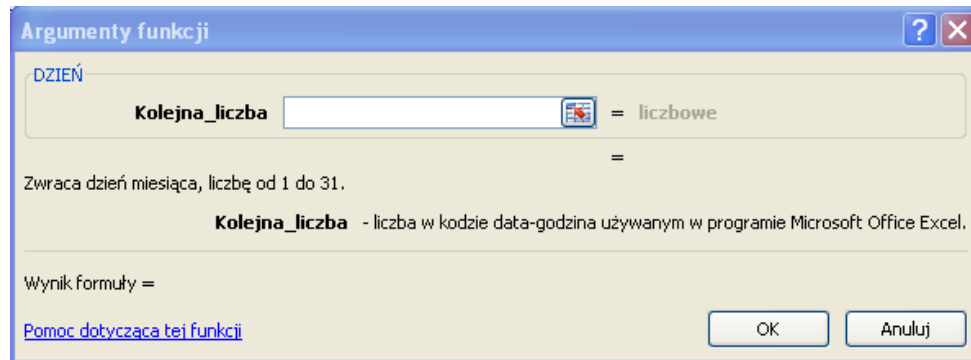 Argumenty funkcji
DZIEŃ
Kolejna_liczba = liczbowe
=
Zwraca dzień miesiąca, liczbę od 1 do 31.
Kolejna_liczba - liczba w kodzie data-godzina używanym w programie Microsoft Office Excel.
Wynik formuły =
Pomoc dotycząca tej funkcji OK Anuluj